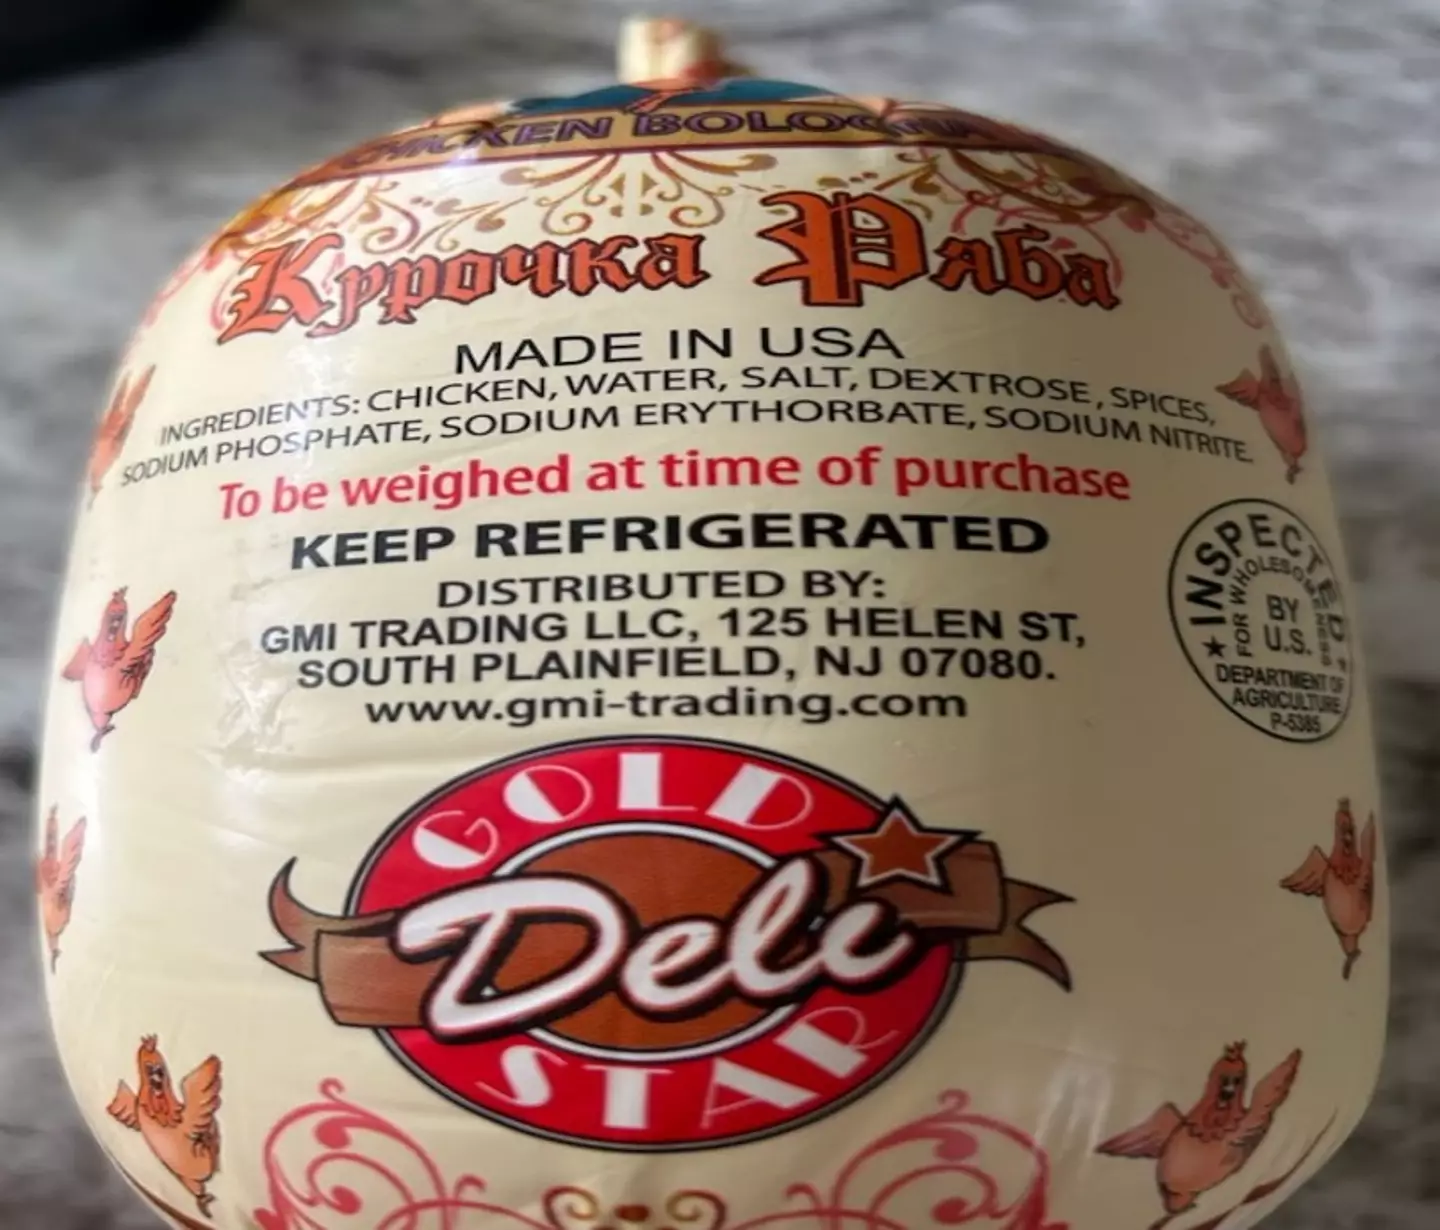 CHICKEN BOLOGNA
Курочка Ряба
MADE IN USA
INGREDIENTS: CHICKEN, WATER, SALT, DEXTROSE, SPICES,
SODIUM PHOSPHATE, SODIUM ERYTHORBATE, SODIUM NITRITE.
To be weighed at time of purchase
KEEP REFRIGERATED
DISTRIBUTED BY:
GMI TRADING LLC, 125 HELEN ST,
SOUTH PLAINFIELD, NJ 07080.
www.gmi-trading.com
INSPECTED
FOR WHOLESOMENESS
BY
U.S.
DEPARTMENT OF
AGRICULTURE
P-5385
GOLD
Deli
STAR